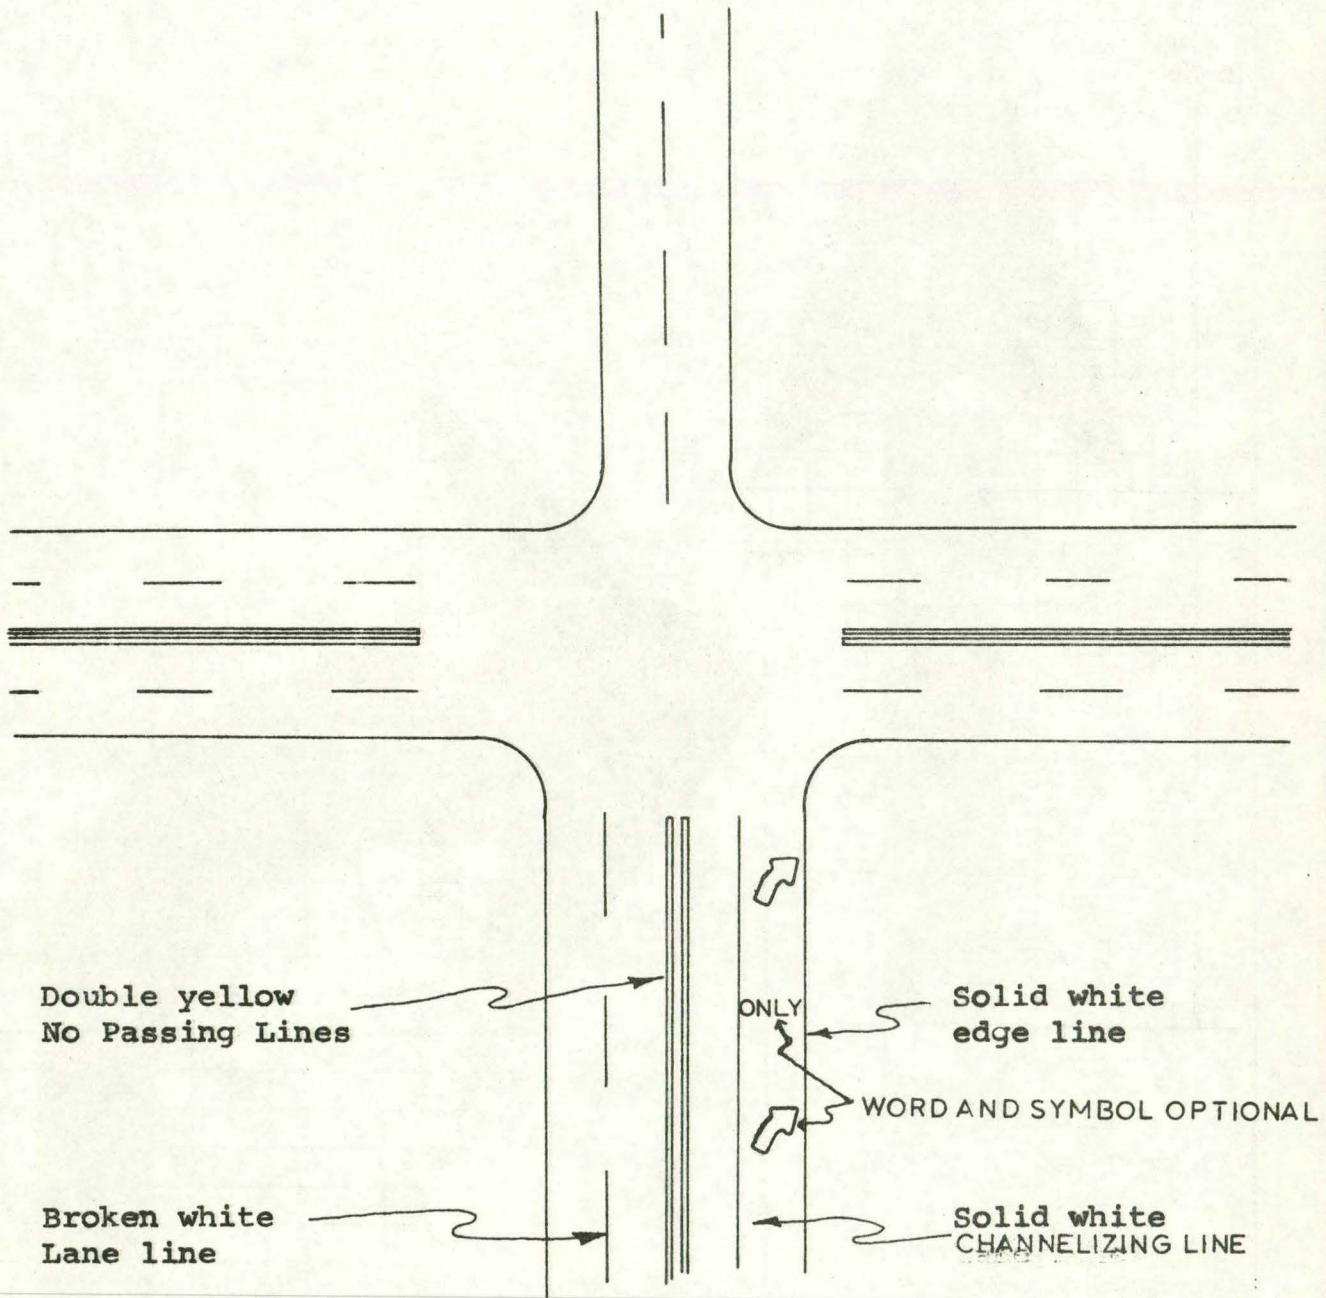 Double yellow
No Passing Lines
ONLY
Solid white
edge line
WORD AND SYMBOL OPTIONAL
Broken white
Lane line
Solid white
CHANNELIZING LINE